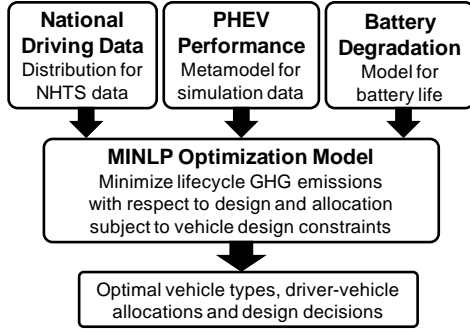 National
Driving Data
Distribution for
NHTS data
PHEV
Performance
Metamodel for
simulation data
Battery
Degradation
Model for
battery life
MINLP Optimization Model
Minimize lifecycle GHG emissions
with respect to design and allocation
subject to vehicle design constraints
Optimal vehicle types, driver-vehicle
allocations and design decisions